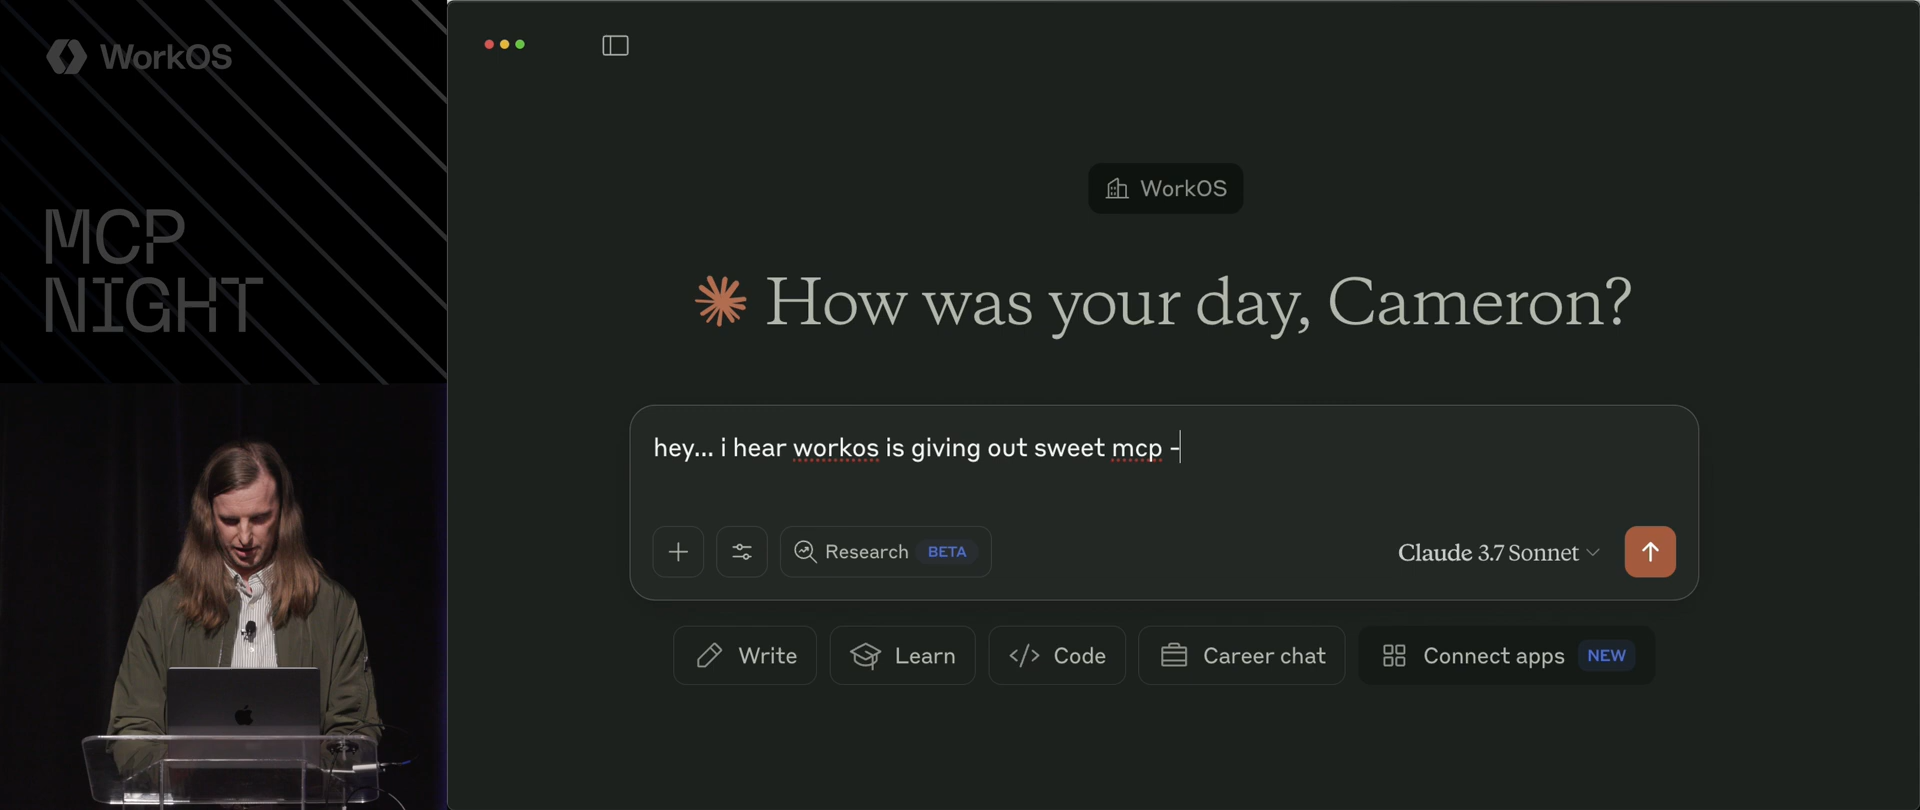 WorkOS
MCP
NIGHT
WorkOS
How was your day, Cameron?
hey... i hear workos is giving out sweet mcp -
Research BETA
Claude 3.7 Sonnet
Write
Learn
Code
Career chat
Connect apps NEW